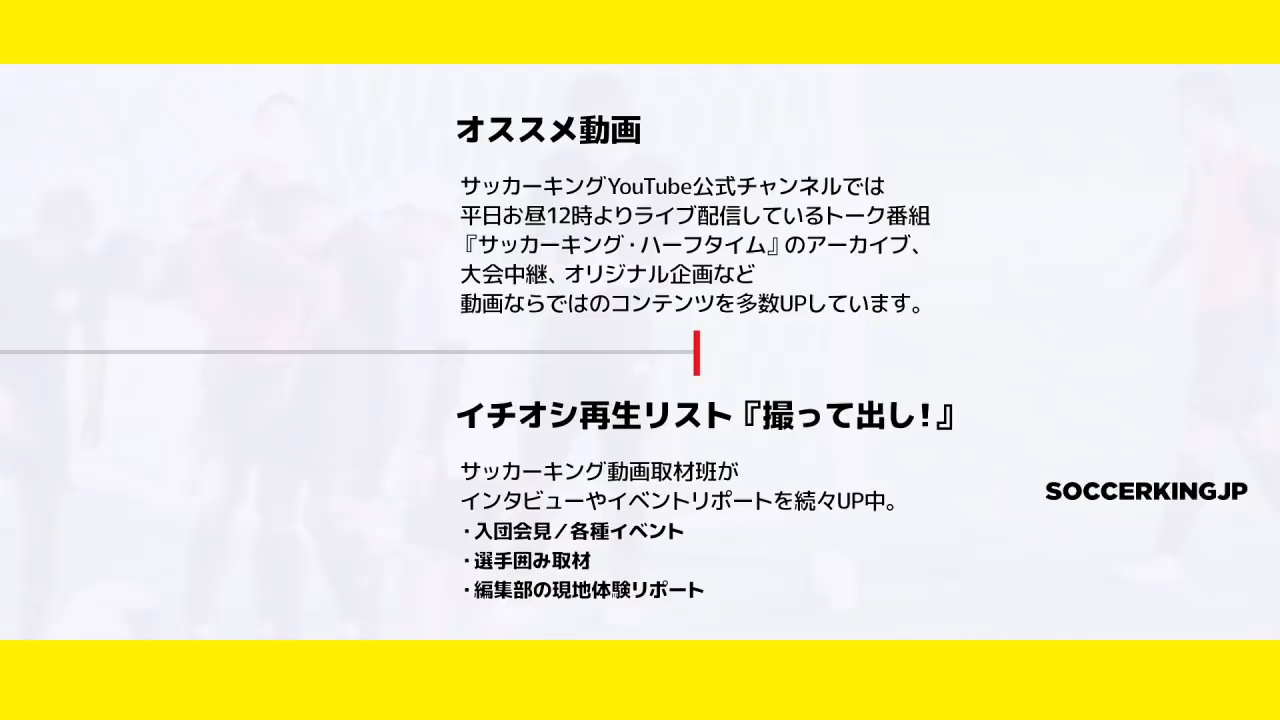 オススメ動画
サッカーキングYouTube公式チャンネルでは
平日お昼12時よりライブ配信しているトーク番組
『サッカーキング・ハーフタイム』のアーカイブ、
大会中継、オリジナル企画など
動画ならではのコンテンツを多数UPしています。
イチオシ再生リスト『撮って出し！』
サッカーキング動画取材班が
インタビューやイベントリポートを続々UP中。
・入団会見／各種イベント
・選手囲み取材
・編集部の現地体験リポート
SOCCERKINGJP